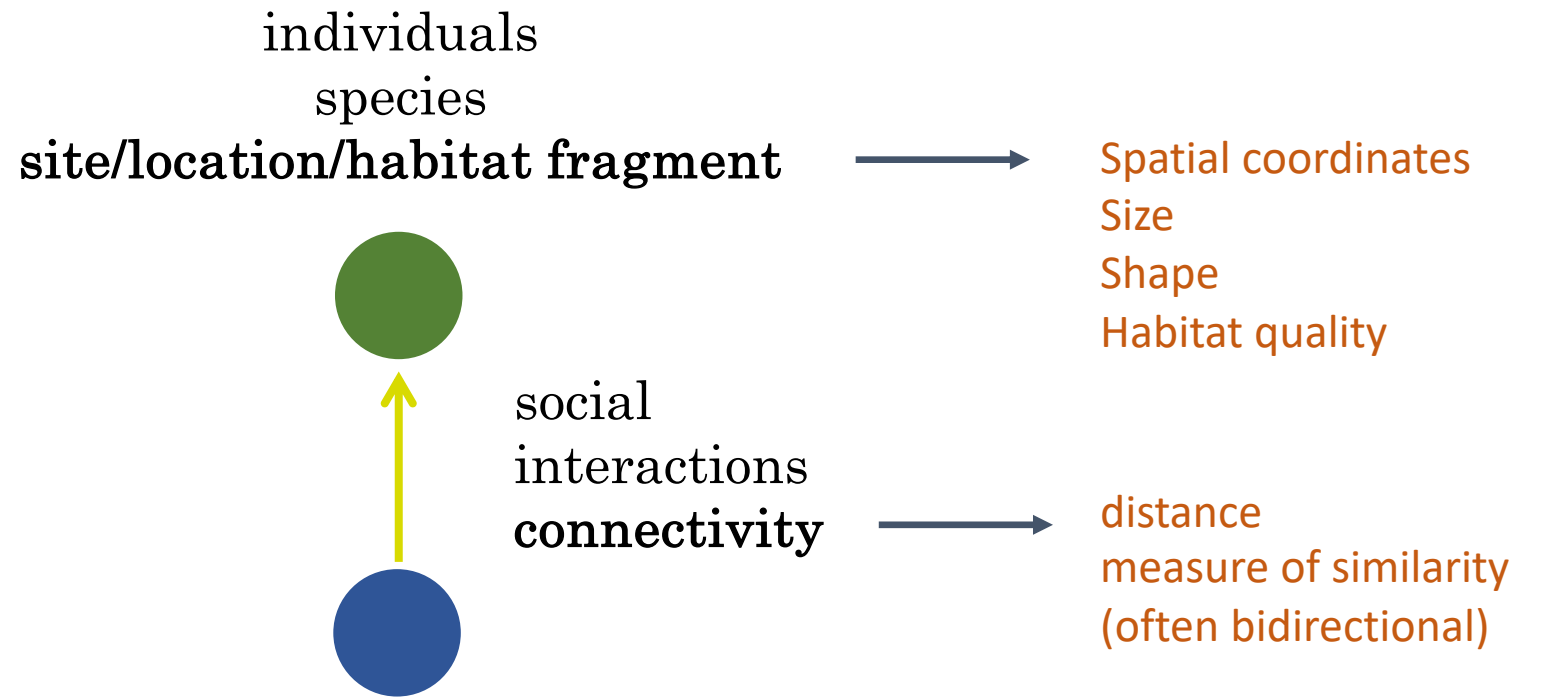 individuals
species
site/location/habitat fragment
Spatial coordinates
Size
Shape
Habitat quality
social
interactions
connectivity
distance
measure of similarity
(often bidirectional)